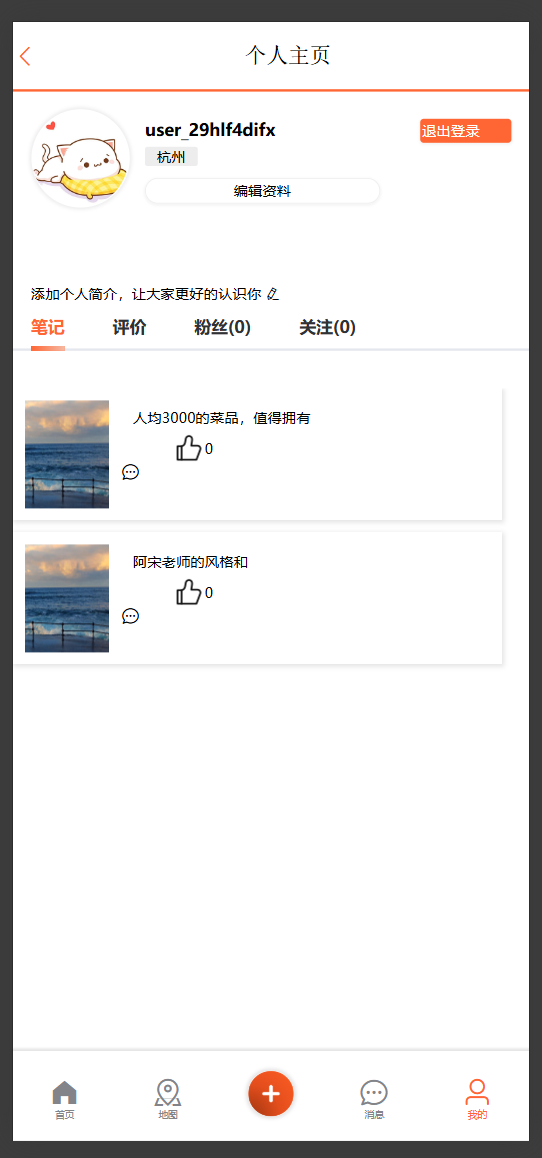 个人主页
user_29hlf4difx
退出登录
杭州
编辑资料
添加个人简介，让大家更好的认识你
笔记 评价 粉丝(0) 关注(0)
人均3000的菜品，值得拥有
0
阿宋老师的风格和
0
首页 地图 消息 我的